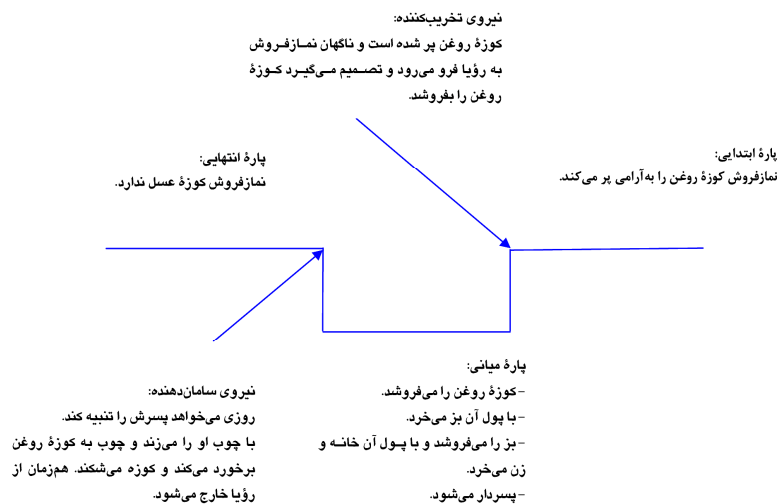 نیروی تخریب‌کننده:
کوزهٔ روغن پر شده است و ناگهان نمازفروش
به رؤیا فرو می‌رود و تصمیم می‌گیرد کوزهٔ
روغن را بفروشد.
پارهٔ ابتدایی:
نمازفروش کوزهٔ روغن را به‌آرامی پر می‌کند.
پارهٔ انتهایی:
نمازفروش کوزهٔ عسل ندارد.
پارهٔ میانی:
-کوزهٔ روغن را می‌فروشد.
-با پول آن بز می‌خرد.
-بز را می‌فروشد و با پول آن خانه و
زن می‌خرد.
-پسردار می‌شود.
نیروی سامان‌دهنده:
روزی می‌خواهد پسرش را تنبیه کند.
با چوب او را می‌زند و چوب به کوزهٔ روغن
برخورد می‌کند و کوزه می‌شکند. هم‌زمان از
رؤیا خارج می‌شود.